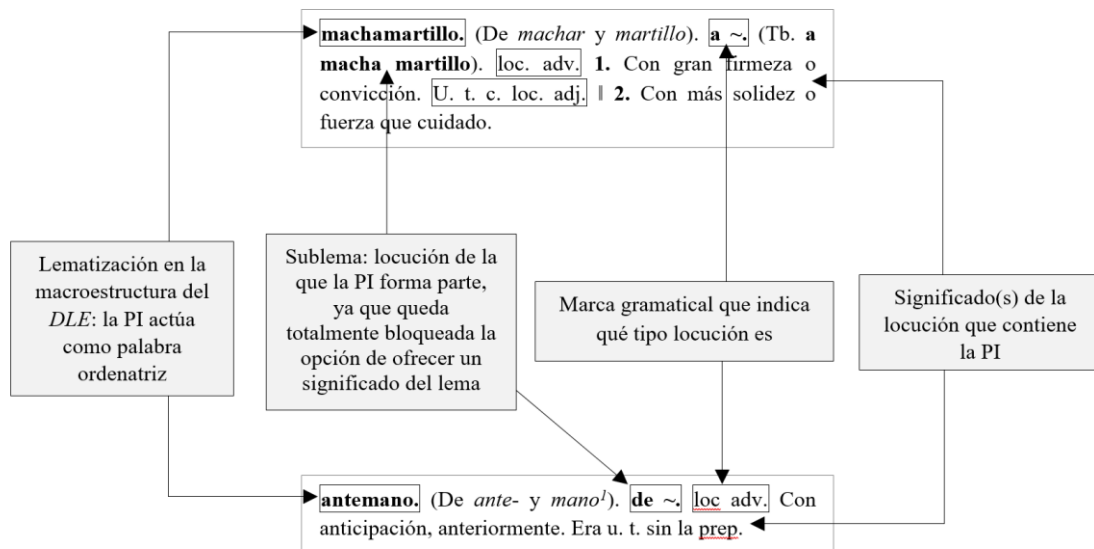 machamartillo. (De machar y martillo). a ~. (Tb. a
macha martillo). loc. adv. 1. Con gran firmeza o
convicción. U. t. c. loc. adj. ‖ 2. Con más solidez o
fuerza que cuidado.
Lematización en la
macroestructura del
DLE: la PI actúa
como palabra
ordenatriz
Sublema: locución de la
que la PI forma parte,
ya que queda
totalmente bloqueada la
opción de ofrecer un
significado del lema
Marca gramatical que indica
qué tipo locución es
Significado(s) de la
locución que contiene
la PI
antemano. (De ante- y mano¹). de ~. loc adv. Con
anticipación, anteriormente. Era u. t. sin la prep.